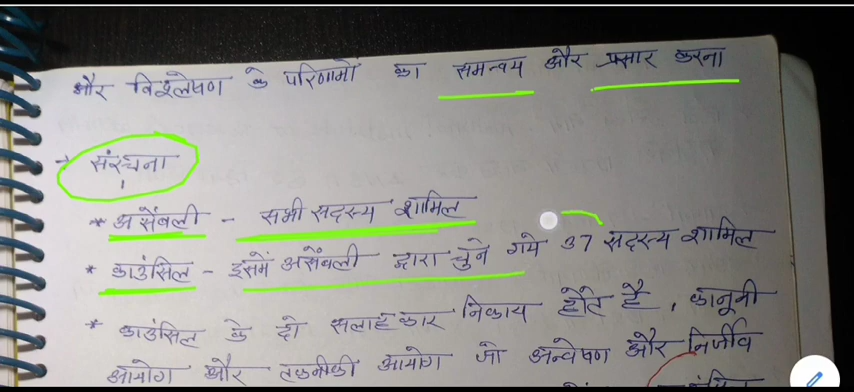 और विश्लेषण के परिणामों का समन्वय और प्रसार करना
→ संरचना
* असेंबली - सभी सदस्य शामिल
* काउंसिल - इसमें असेंबली द्वारा चुने गये 37 सदस्य शामिल
* काउंसिल के दो सलाहकार निकाय होते है, कानूनी
आयोग और तकनीकी आयोग जो अन्वेषण और निर्जीव